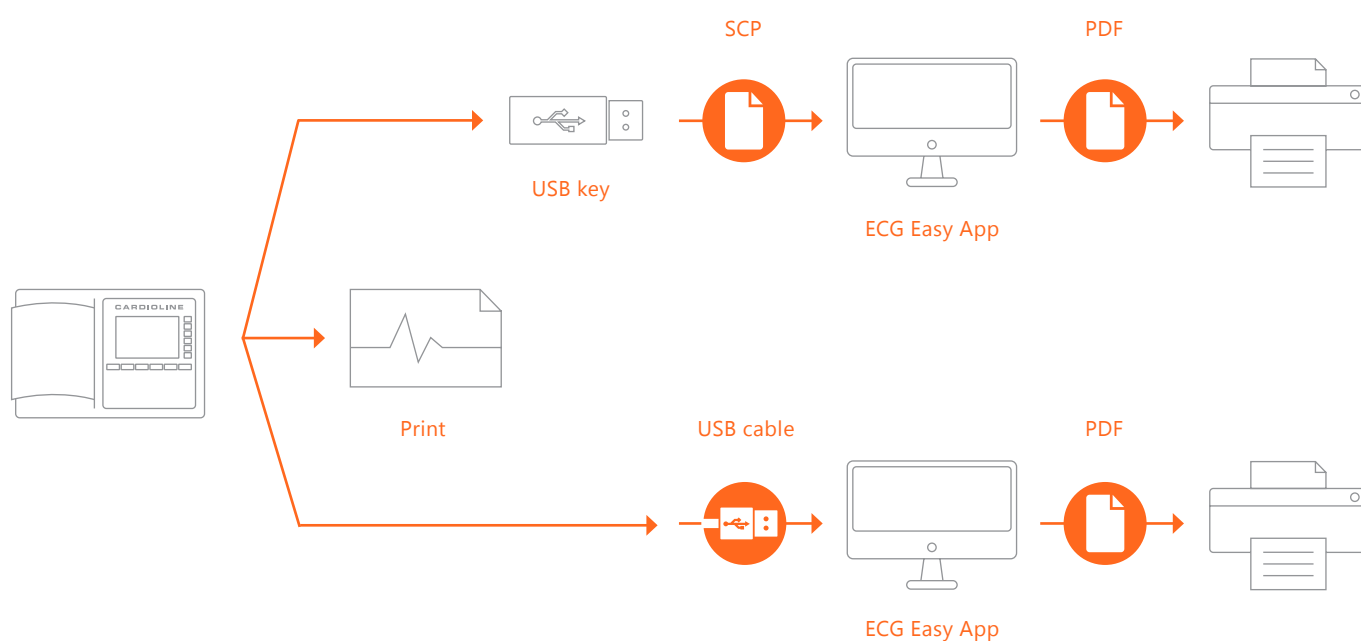 SCP
PDF
USB key
ECG Easy App
CARDIOLINE
Print
USB cable
PDF
ECG Easy App